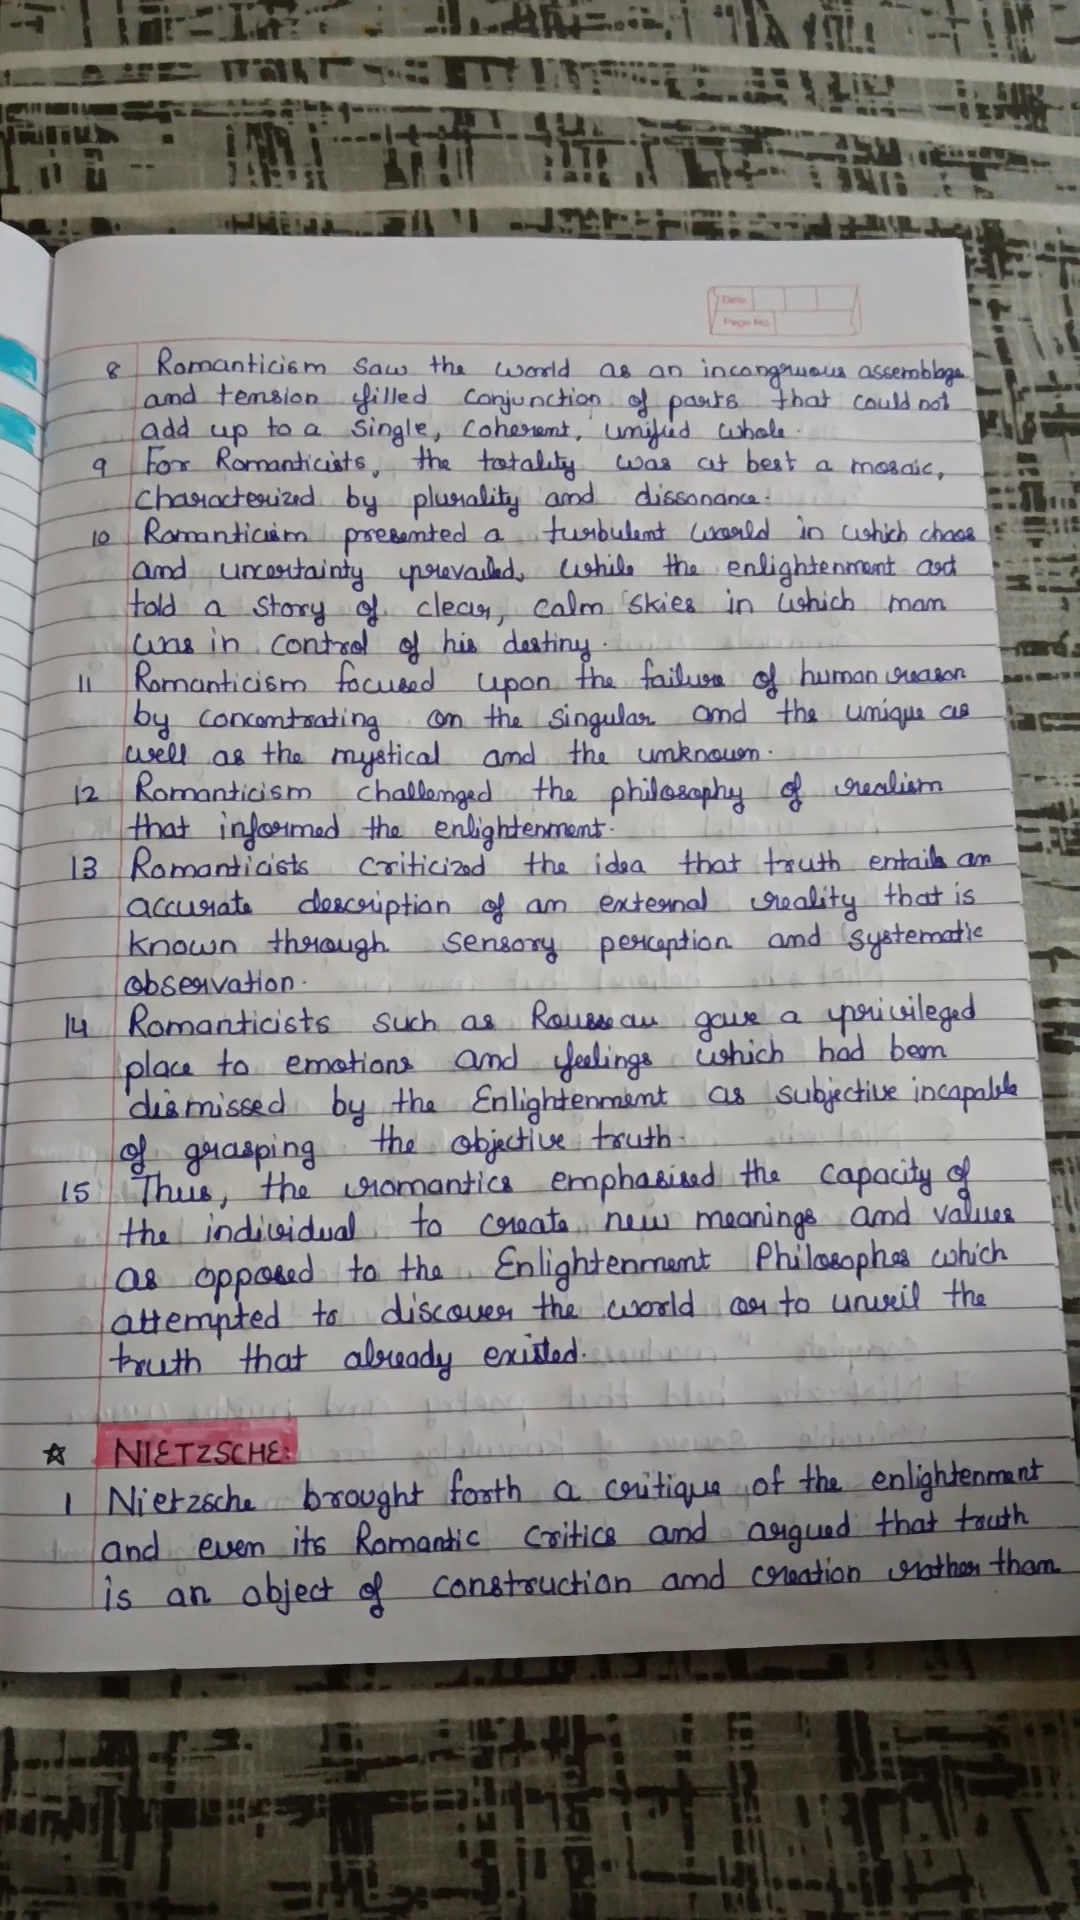 Date
Page No
8 Romanticism saw the world as an incongruous assemblage
and tension filled conjunction of parts that could not
add up to a single, coherent, unified whole.
9 For Romanticists, the totality was at best a mosaic,
characterized by plurality and dissonance.
10 Romanticism presented a turbulent world in which chaos
and uncertainty prevailed, while the enlightenment art
told a story of clear, calm skies in which man
was in control of his destiny.
11 Romanticism focused upon the failure of human reason
by concentrating on the singular and the unique as
well as the mystical and the unknown.
12 Romanticism challenged the philosophy of realism
that informed the enlightenment.
13 Romanticists criticized the idea that truth entails an
accurate description of an external reality that is
known through sensory perception and systematic
observation.
14 Romanticists such as Rousseau gave a privileged
place to emotions and feelings which had been
dismissed by the Enlightenment as subjective incapable
of grasping the objective truth.
15 Thus, the romantics emphasised the capacity of
the individual to create new meanings and values
as opposed to the Enlightenment Philosophes which
attempted to discover the world or to unveil the
truth that already existed.
☆ NIETZSCHE:
1 Nietzsche brought forth a critique of the enlightenment
and even its Romantic critics and argued that truth
is an object of construction and creation rather than